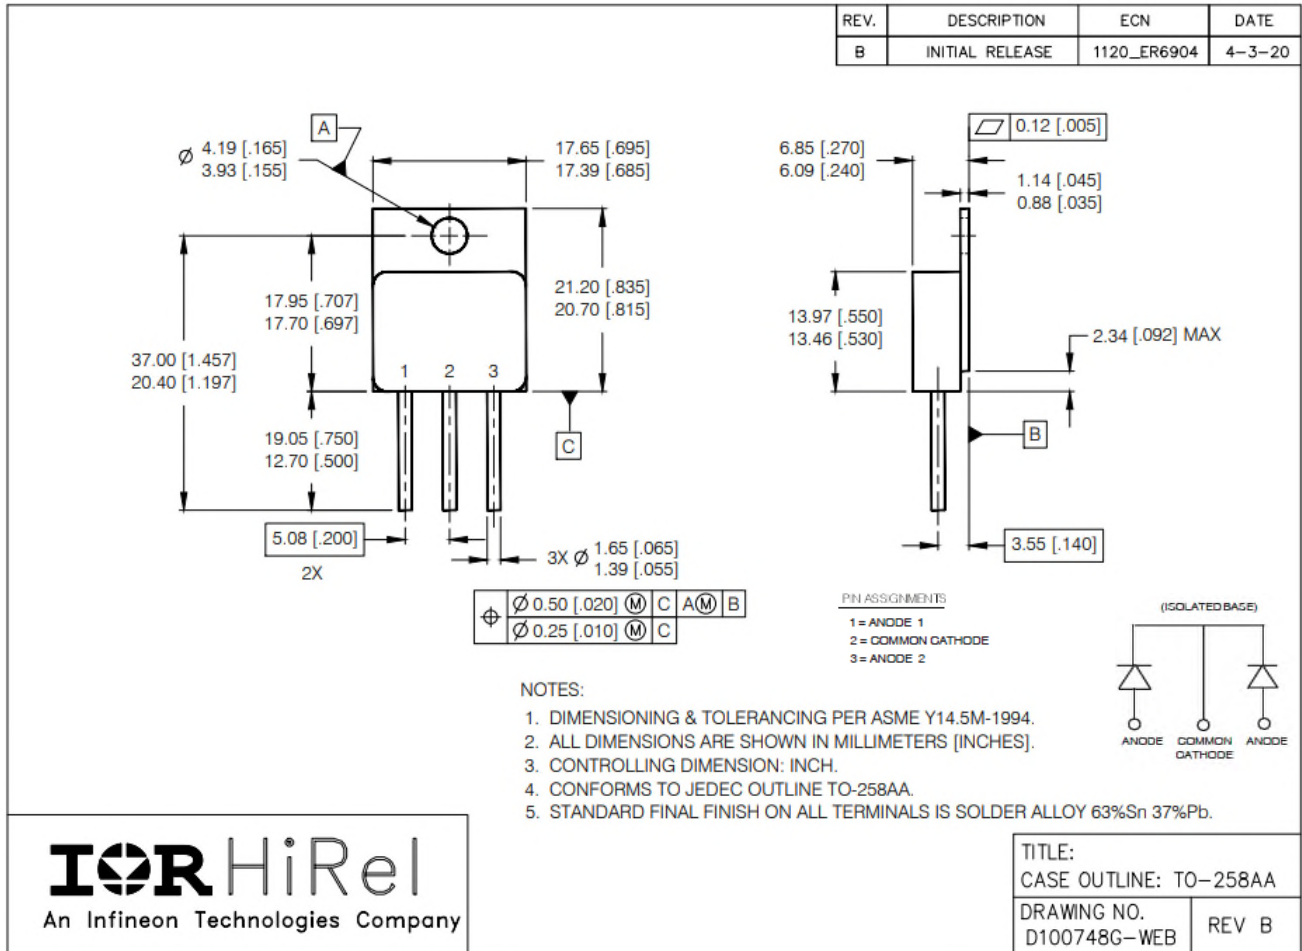 REV. DESCRIPTION ECN DATE
B INITIAL RELEASE 1120_ER6904 4-3-20
A
Ø 4.19 [.165]
3.93 [.155]
17.65 [.695]
17.39 [.685]
6.85 [.270]
6.09 [.240]
0.12 [.005]
1.14 [.045]
0.88 [.035]
17.95 [.707]
17.70 [.697]
21.20 [.835]
20.70 [.815]
37.00 [1.457]
20.40 [1.197]
1 2 3
13.97 [.550]
13.46 [.530]
2.34 [.092] MAX
19.05 [.750]
12.70 [.500]
C
B
5.08 [.200]
2X
3X Ø 1.65 [.065]
1.39 [.055]
3.55 [.140]
⌖ Ø 0.50 [.020] Ⓜ C AⓂ B
Ø 0.25 [.010] Ⓜ C
PIN ASSIGNMENTS
1 = ANODE 1
2 = COMMON CATHODE
3 = ANODE 2
(ISOLATED BASE)
ANODE COMMON ANODE
CATHODE
NOTES:
1. DIMENSIONING & TOLERANCING PER ASME Y14.5M-1994.
2. ALL DIMENSIONS ARE SHOWN IN MILLIMETERS [INCHES].
3. CONTROLLING DIMENSION: INCH.
4. CONFORMS TO JEDEC OUTLINE TO-258AA.
5. STANDARD FINAL FINISH ON ALL TERMINALS IS SOLDER ALLOY 63%Sn 37%Pb.
IOR HiRel
An Infineon Technologies Company
TITLE:
CASE OUTLINE: TO-258AA
DRAWING NO.
D100748G-WEB
REV B